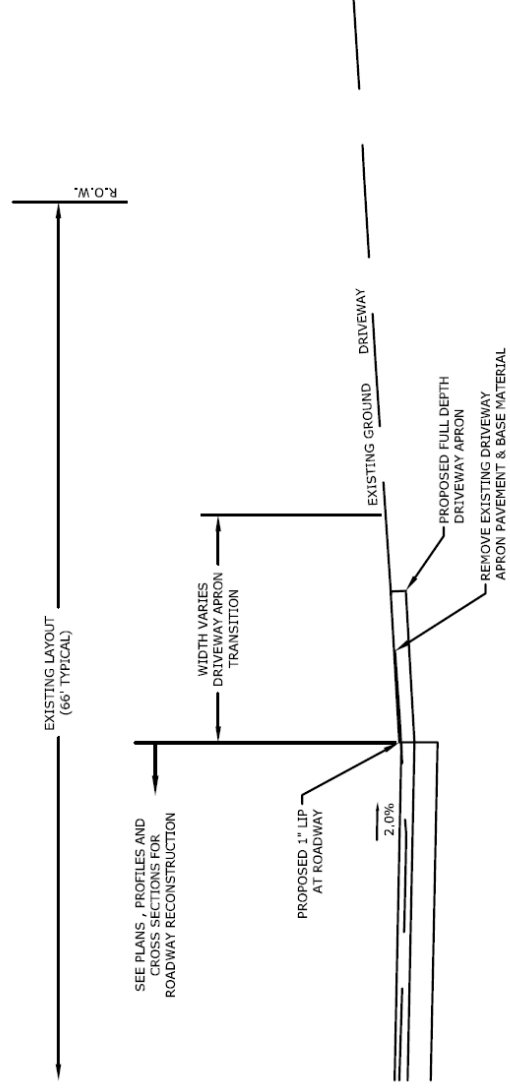 EXISTING LAYOUT
(66' TYPICAL)
R.O.W.
SEE PLANS , PROFILES AND
CROSS SECTIONS FOR
ROADWAY RECONSTRUCTION
WIDTH VARIES
DRIVEWAY APRON
TRANSITION
PROPOSED 1" LIP
AT ROADWAY
2.0%
EXISTING GROUND
DRIVEWAY
PROPOSED FULL DEPTH
DRIVEWAY APRON
REMOVE EXISTING DRIVEWAY
APRON PAVEMENT & BASE MATERIAL